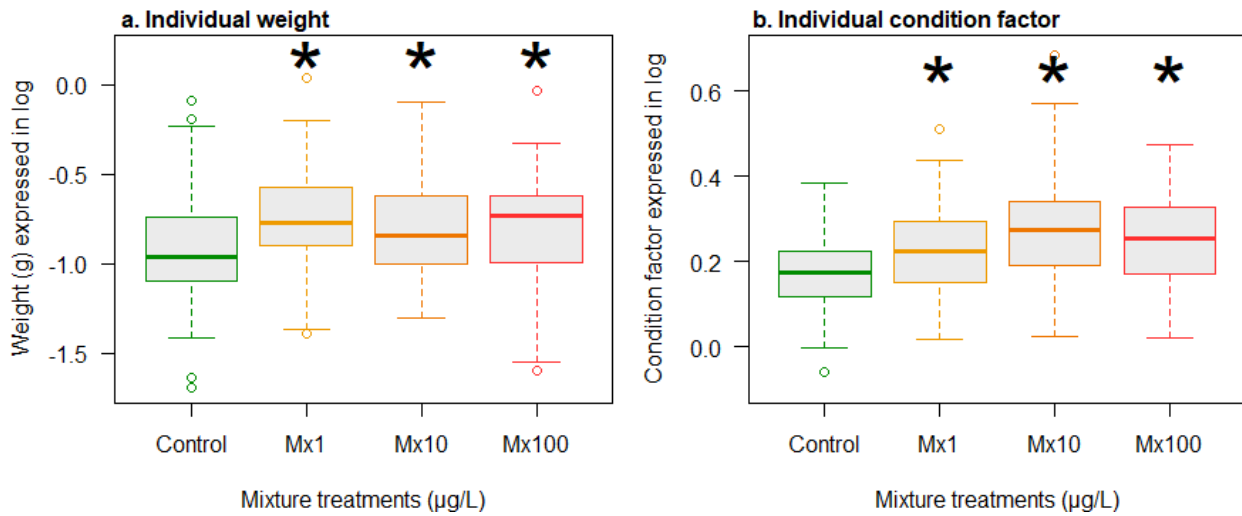 a. Individual weight
Weight (g) expressed in log
0.0
-0.5
-1.0
-1.5
* * *
Control Mx1 Mx10 Mx100
Mixture treatments (µg/L)
b. Individual condition factor
Condition factor expressed in log
0.6
0.4
0.2
0.0
* * *
Control Mx1 Mx10 Mx100
Mixture treatments (µg/L)